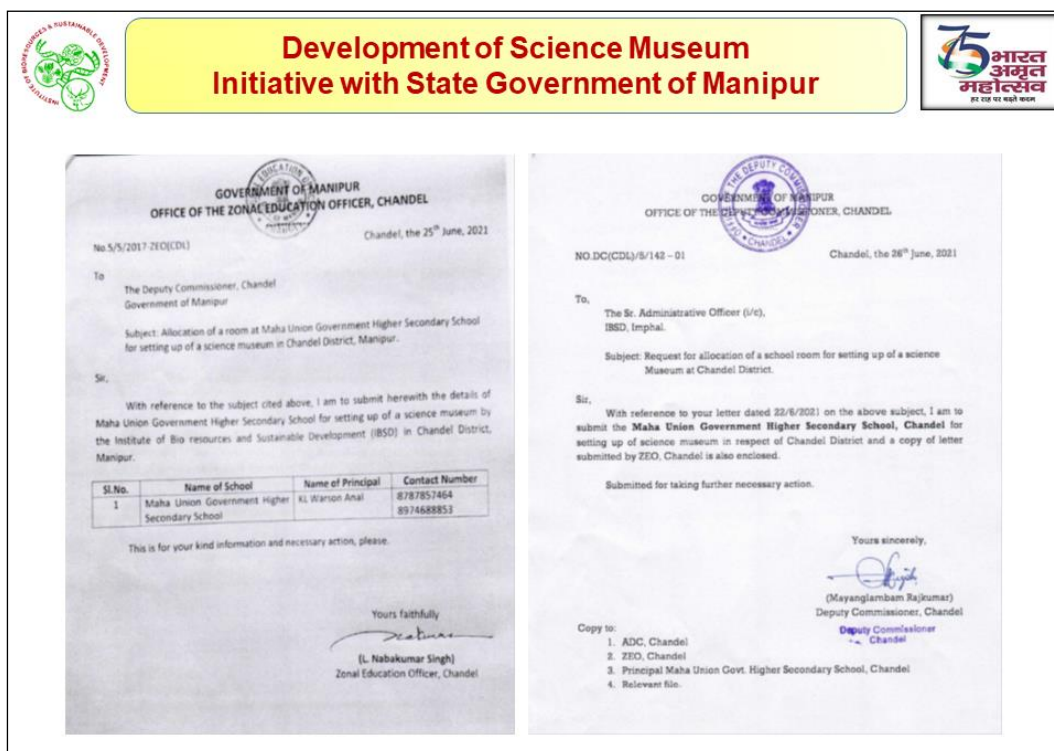 INSTITUTE OF BIORESOURCES & SUSTAINABLE DEVELOPMENT
Development of Science Museum
Initiative with State Government of Manipur
75
भारत
अमृत
महोत्सव
हर राह पर बढ़ते कदम
GOVERNMENT OF MANIPUR
OFFICE OF THE ZONAL EDUCATION OFFICER, CHANDEL
No.5/5/2017-ZEO(CDL)
Chandel, the 25th June, 2021
To
The Deputy Commissioner, Chandel
Government of Manipur
Subject: Allocation of a room at Maha Union Government Higher Secondary School
for setting up of a science museum in Chandel District, Manipur.
Sir,
With reference to the subject cited above, I am to submit herewith the details of
Maha Union Government Higher Secondary School for setting up of a science museum by
the Institute of Bio resources and Sustainable Development (IBSD) in Chandel District,
Manipur.
Sl.No. Name of School Name of Principal Contact Number
1 Maha Union Government Higher KL Warson Anal 8787857464
Secondary School 8974688853
This is for your kind information and necessary action, please.
Yours faithfully
(L. Nabakumar Singh)
Zonal Education Officer, Chandel
GOVERNMENT OF MANIPUR
OFFICE OF THE DEPUTY COMMISSIONER, CHANDEL
NO.DC(CDL)/5/142 – 01
Chandel, the 26th June, 2021
To,
The Sr. Administrative Officer (i/c),
IBSD, Imphal.
Subject: Request for allocation of a school room for setting up of a science
Museum at Chandel District.
Sir,
With reference to your letter dated 22/6/2021 on the above subject, I am to
submit the Maha Union Government Higher Secondary School, Chandel for
setting up of science museum in respect of Chandel District and a copy of letter
submitted by ZEO, Chandel is also enclosed.
Submitted for taking further necessary action.
Yours sincerely,
(Mayanglambam Rajkumar)
Deputy Commissioner, Chandel
Deputy Commissioner
Chandel
Copy to:
1. ADC, Chandel
2. ZEO, Chandel
3. Principal Maha Union Govt. Higher Secondary School, Chandel
4. Relevant file.